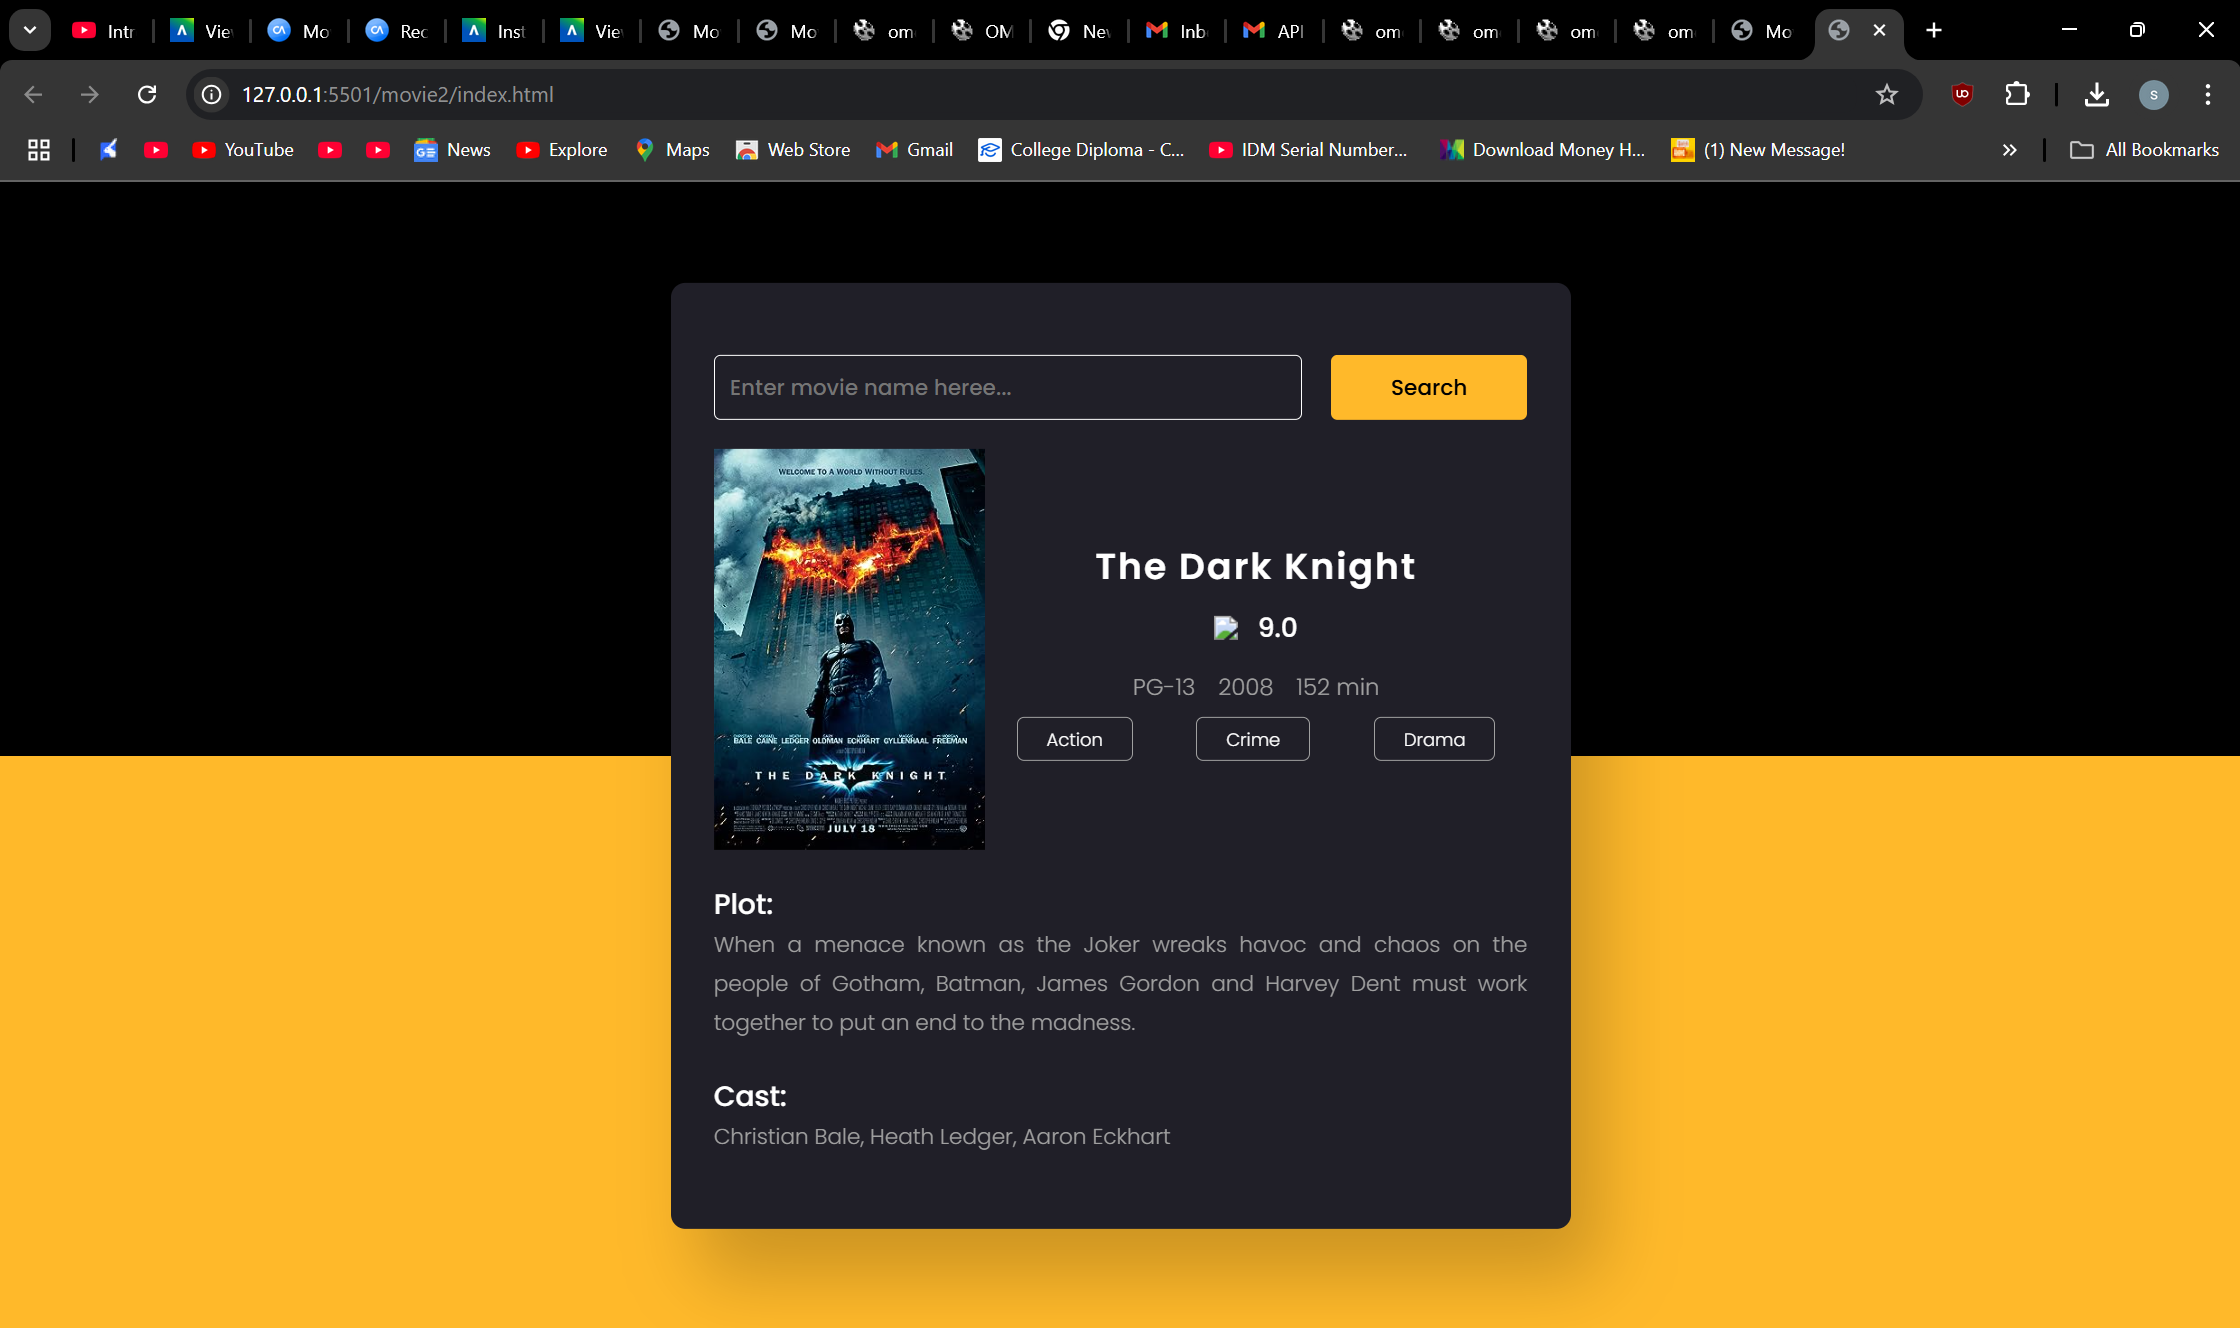 Intr
Vie
Mo
Rec
Inst
Vie
Mo
Mo
om
OM
Nev
Inb
API
om
om
om
om
Mo
127.0.0.1:5501/movie2/index.html
S
YouTube
News
Explore
Maps
Web Store
Gmail
College Diploma - C...
IDM Serial Number...
Download Money H...
(1) New Message!
All Bookmarks
Enter movie name heree...
Search
WELCOME TO A WORLD WITHOUT RULES.
BALE CAINE LEDGER OLDMAN ECKHART GYLLENHAAL FREEMAN
THE DARK KNIGHT
JULY 18
The Dark Knight
9.0
PG-13 2008 152 min
Action
Crime
Drama
Plot:
When a menace known as the Joker wreaks havoc and chaos on the
people of Gotham, Batman, James Gordon and Harvey Dent must work
together to put an end to the madness.
Cast:
Christian Bale, Heath Ledger, Aaron Eckhart